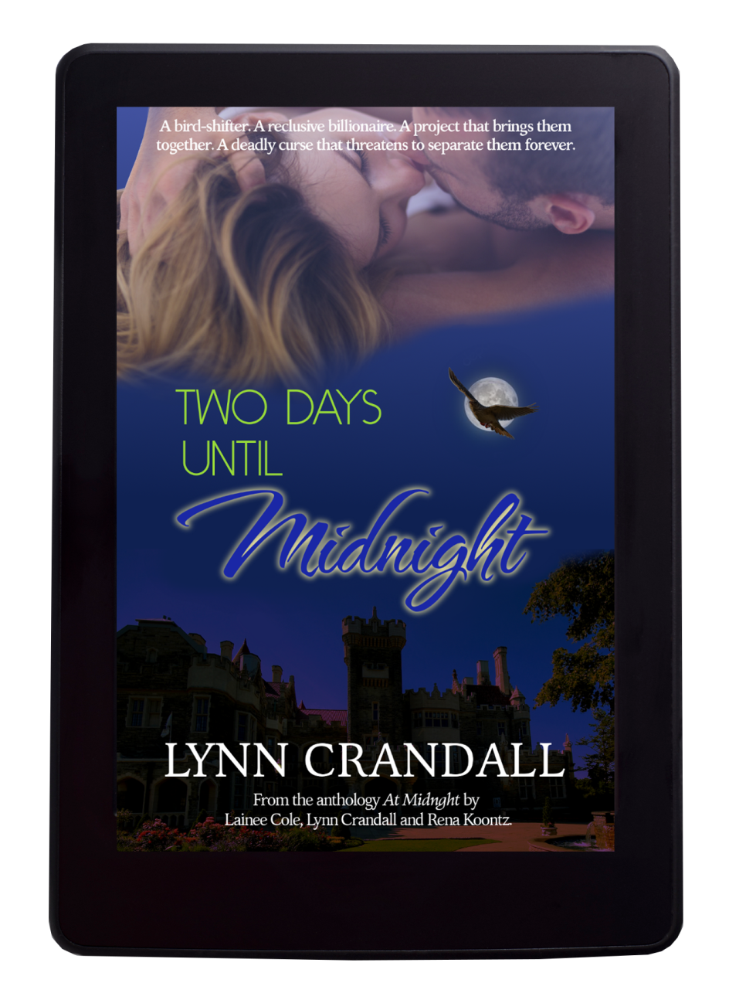 A bird-shifter. A reclusive billionaire. A project that brings them
together. A deadly curse that threatens to separate them forever.
TWO DAYS
UNTIL
Midnight
LYNN CRANDALL
From the anthology At Midnght by
Lainee Cole, Lynn Crandall and Rena Koontz.